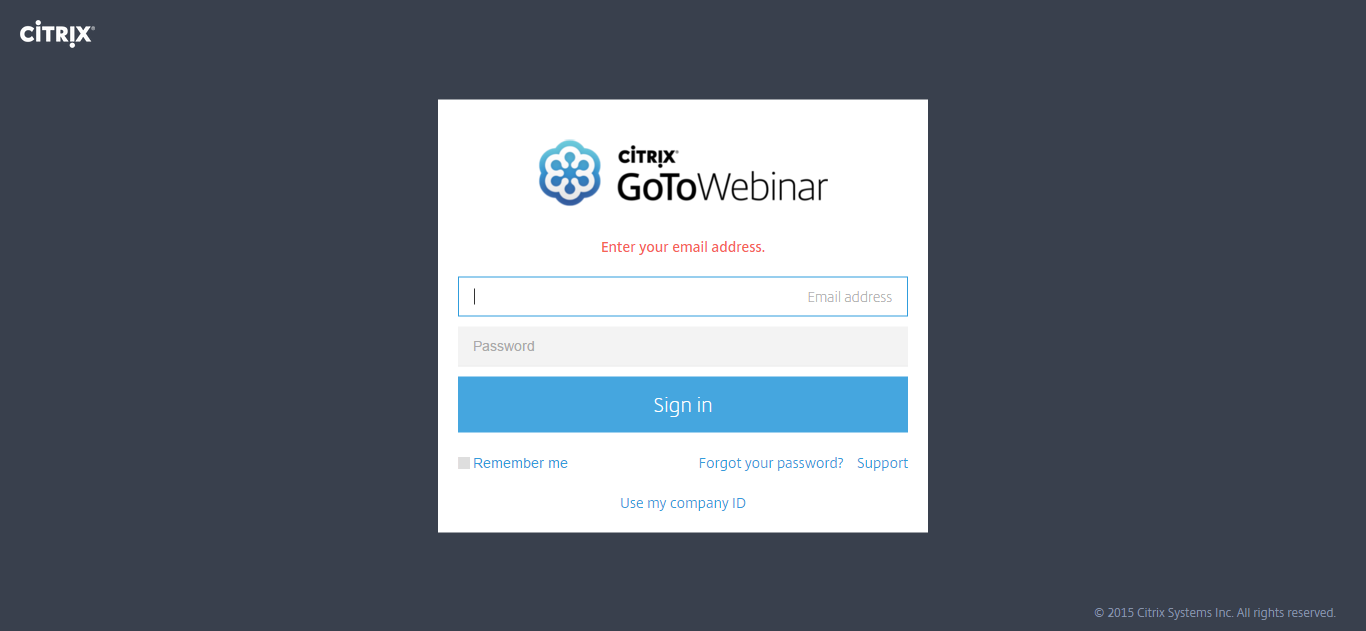 CiTRIX®
CiTRIX®
GoToWebinar
Enter your email address.
Email address
Password
Sign in
Remember me
Forgot your password? Support
Use my company ID
© 2015 Citrix Systems Inc. All rights reserved.